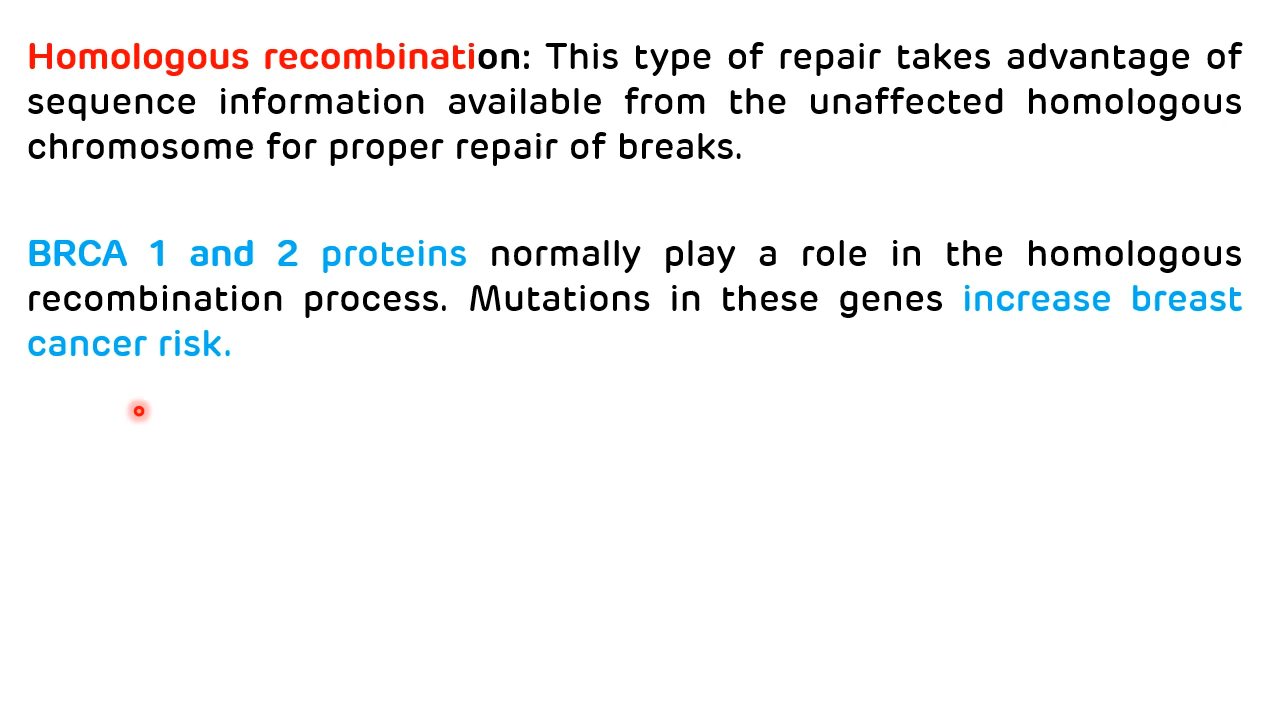 Homologous recombination: This type of repair takes advantage of
sequence information available from the unaffected homologous
chromosome for proper repair of breaks.
BRCA 1 and 2 proteins normally play a role in the homologous
recombination process. Mutations in these genes increase breast
cancer risk.